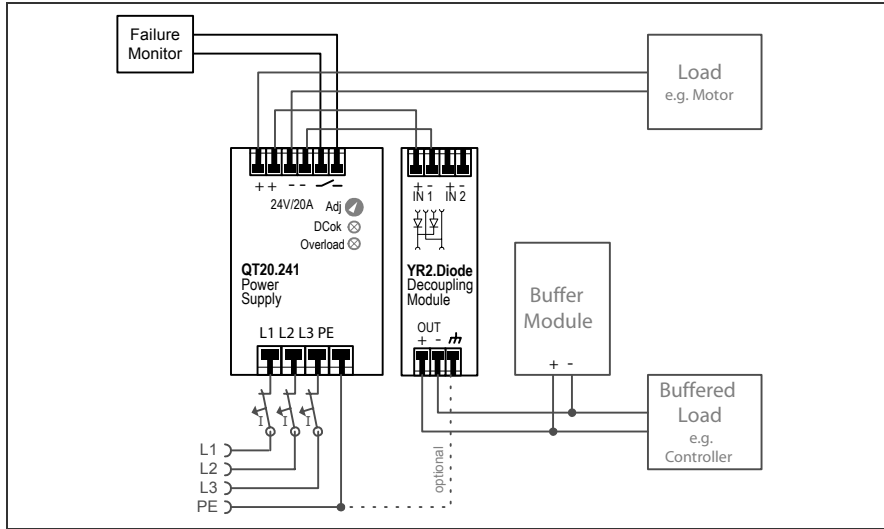 Failure
Monitor
Load
e.g. Motor
+ + - -
24V/20A
Adj
DCok
Overload
QT20.241
Power
Supply
L1 L2 L3 PE
+ - + -
IN 1 IN 2
YR2.Diode
Decoupling
Module
OUT
+ -
Buffer
Module
+ -
Buffered
Load
e.g.
Controller
I I I
L1
L2
L3
PE
optional